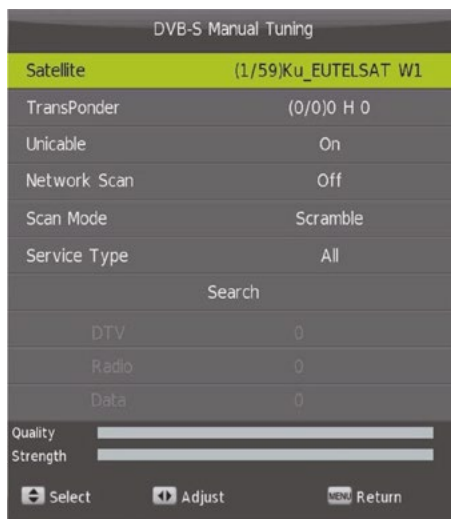 DVB-S Manual Tuning
Satellite (1/59)Ku_EUTELSAT W1
TransPonder (0/0)0 H 0
Unicable On
Network Scan Off
Scan Mode Scramble
Service Type All
Search
DTV 0
Radio 0
Data 0
Quality
Strength
Select Adjust MENU Return